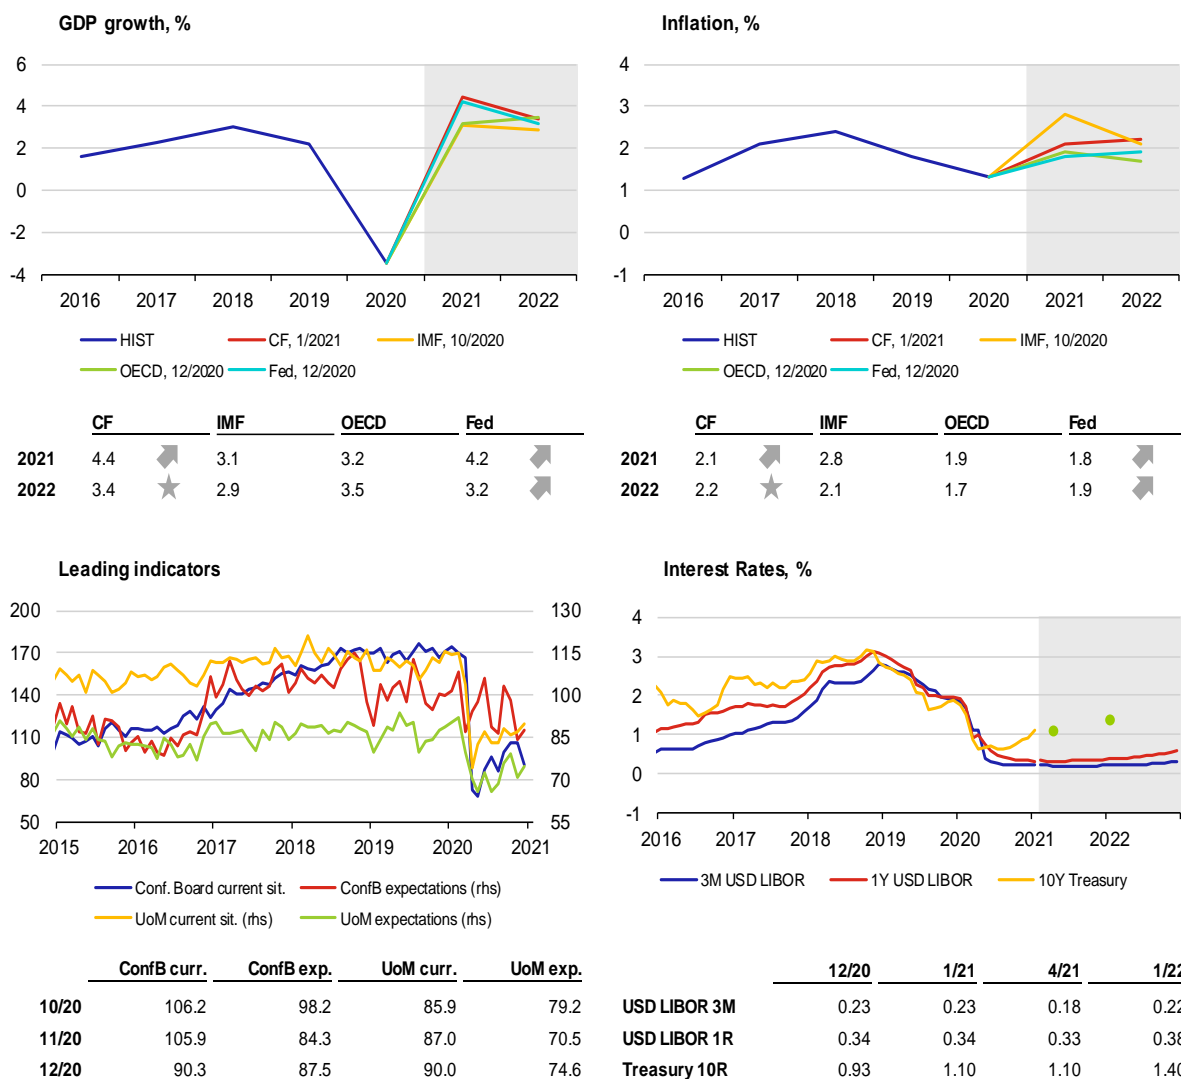 GDP growth, %
6
4
2
0
-2
-4
2016 2017 2018 2019 2020 2021 2022
HIST CF, 1/2021 IMF, 10/2020
OECD, 12/2020 Fed, 12/2020
CF IMF OECD Fed
2021 4.4 3.1 3.2 4.2
2022 3.4 2.9 3.5 3.2
Inflation, %
4
3
2
1
0
-1
2016 2017 2018 2019 2020 2021 2022
HIST CF, 1/2021 IMF, 10/2020
OECD, 12/2020 Fed, 12/2020
CF IMF OECD Fed
2021 2.1 2.8 1.9 1.8
2022 2.2 2.1 1.7 1.9
Leading indicators
200 130
170 115
140 100
110 85
80 70
50 55
2015 2016 2017 2018 2019 2020 2021
Conf. Board current sit. ConfB expectations (rhs)
UoM current sit. (rhs) UoM expectations (rhs)
ConfB curr. ConfB exp. UoM curr. UoM exp.
10/20 106.2 98.2 85.9 79.2
11/20 105.9 84.3 87.0 70.5
12/20 90.3 87.5 90.0 74.6
Interest Rates, %
4
3
2
1
0
-1
2016 2017 2018 2019 2020 2021 2022
3M USD LIBOR 1Y USD LIBOR 10Y Treasury
12/20 1/21 4/21 1/22
USD LIBOR 3M 0.23 0.23 0.18 0.22
USD LIBOR 1R 0.34 0.34 0.33 0.38
Treasury 10R 0.93 1.10 1.10 1.40